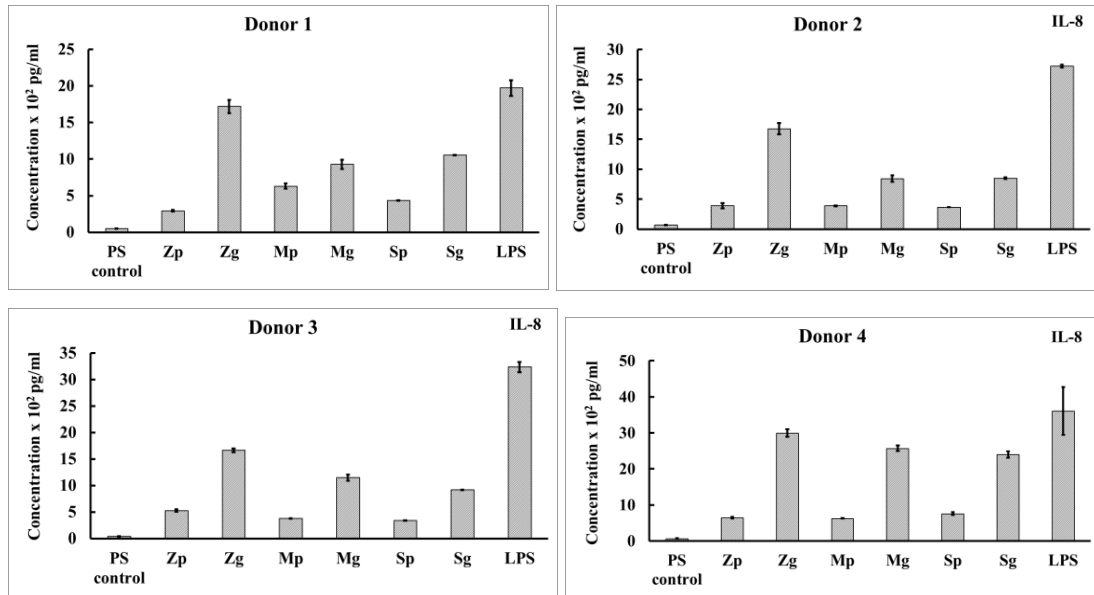 Donor 1
Concentration x 10² pg/ml
25
20
15
10
5
0
PS control
Zp
Zg
Mp
Mg
Sp
Sg
LPS
Donor 2
IL-8
Concentration x 10² pg/ml
30
25
20
15
10
5
0
PS control
Zp
Zg
Mp
Mg
Sp
Sg
LPS
Donor 3
IL-8
Concentration x 10² pg/ml
35
30
25
20
15
10
5
0
PS control
Zp
Zg
Mp
Mg
Sp
Sg
LPS
Donor 4
IL-8
Concentration x 10² pg/ml
50
40
30
20
10
0
PS control
Zp
Zg
Mp
Mg
Sp
Sg
LPS